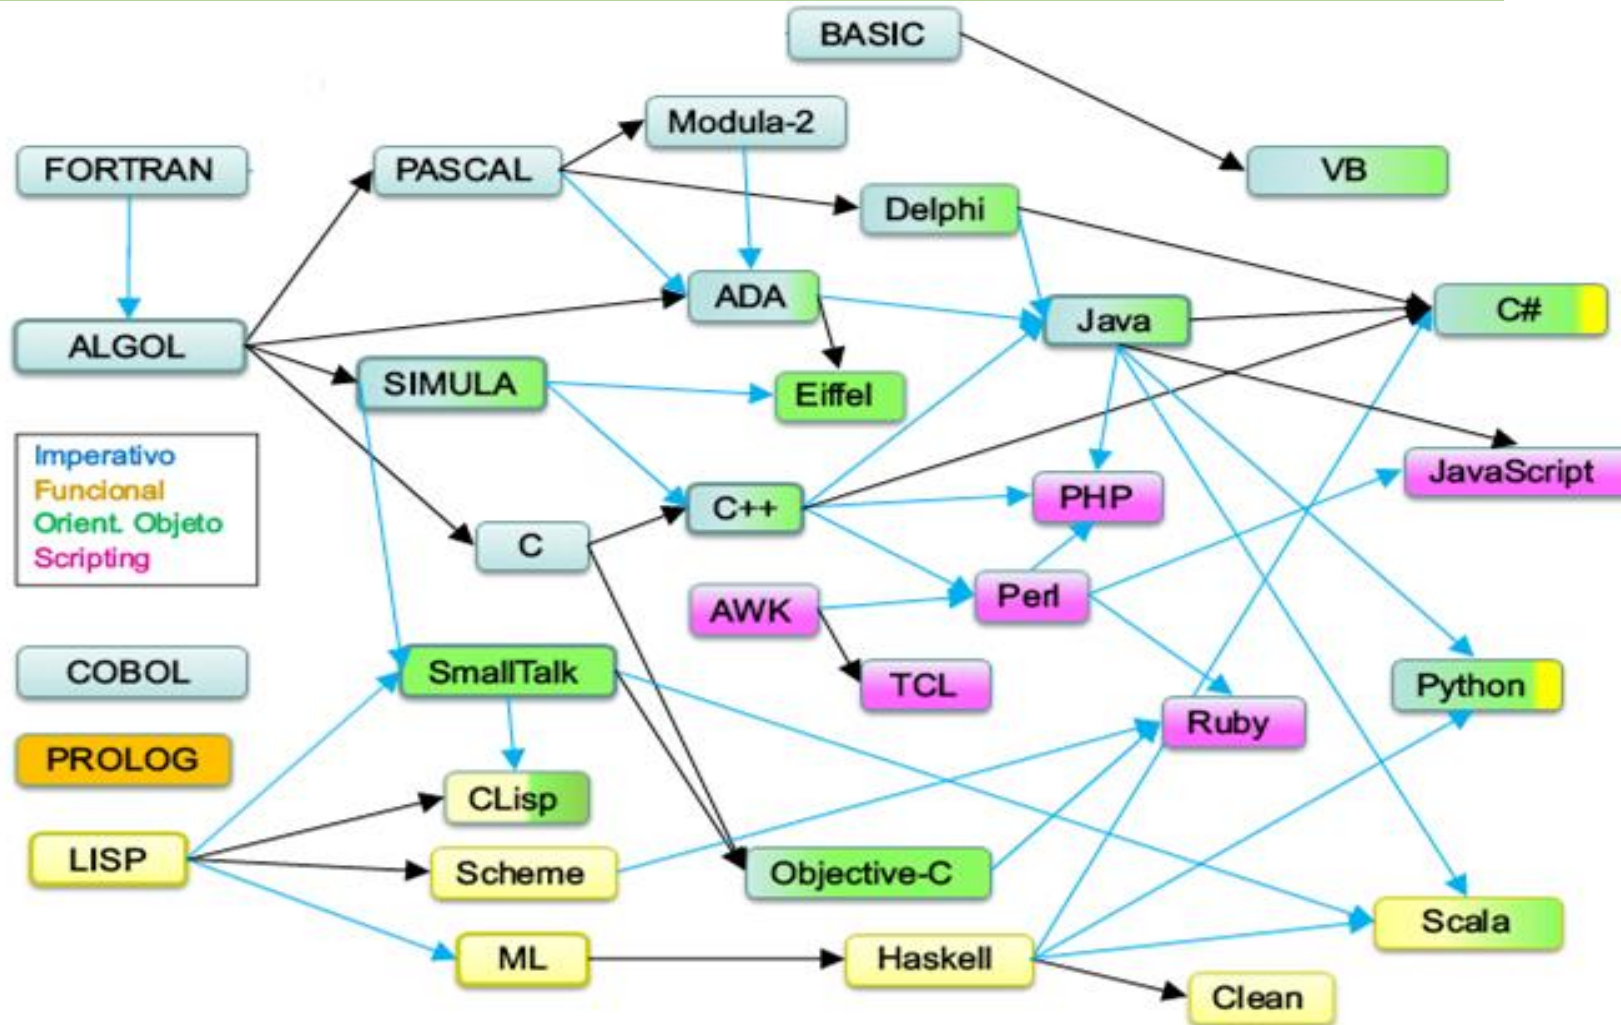 BASIC
Modula-2
FORTRAN
PASCAL
VB
Delphi
ADA
C#
Java
ALGOL
SIMULA
Eiffel
Imperativo
Funcional
Orient. Objeto
Scripting
JavaScript
PHP
C++
C
Perl
AWK
COBOL
SmallTalk
TCL
Python
Ruby
PROLOG
CLisp
LISP
Scheme
Objective-C
Scala
ML
Haskell
Clean